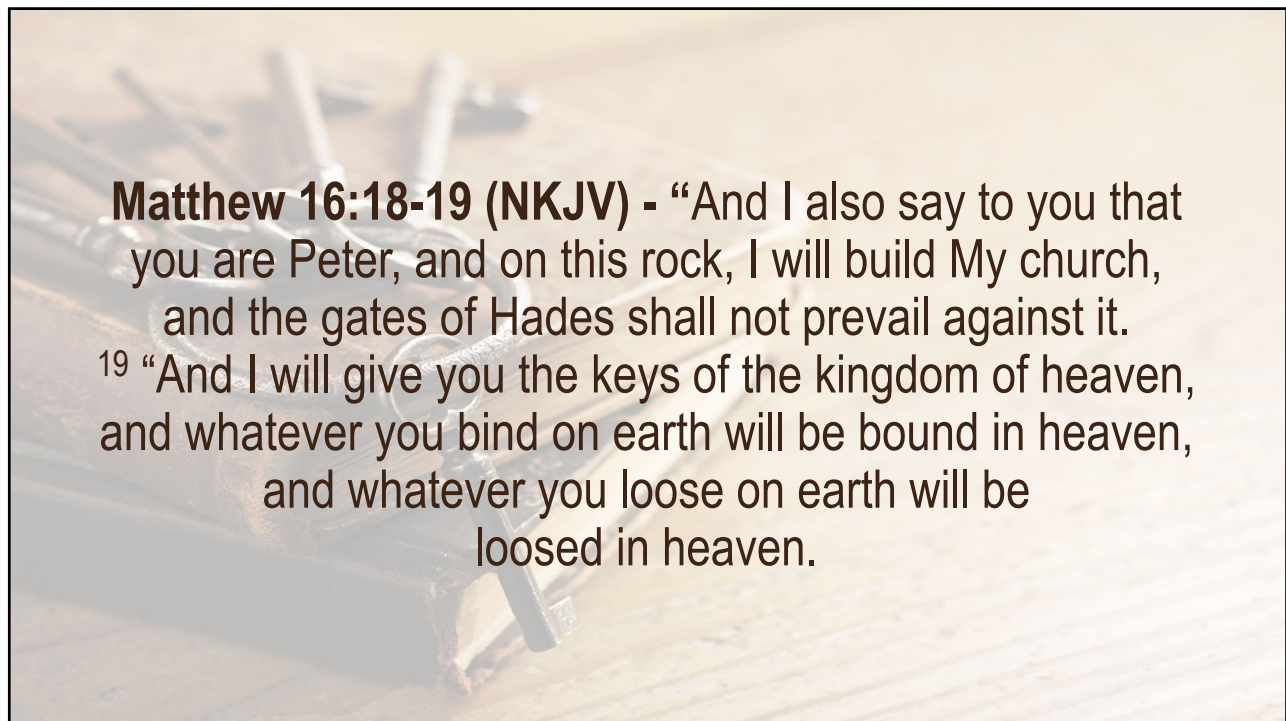 Matthew 16:18-19 (NKJV) - “And I also say to you that
you are Peter, and on this rock, I will build My church,
and the gates of Hades shall not prevail against it.
19 “And I will give you the keys of the kingdom of heaven,
and whatever you bind on earth will be bound in heaven,
and whatever you loose on earth will be
loosed in heaven.